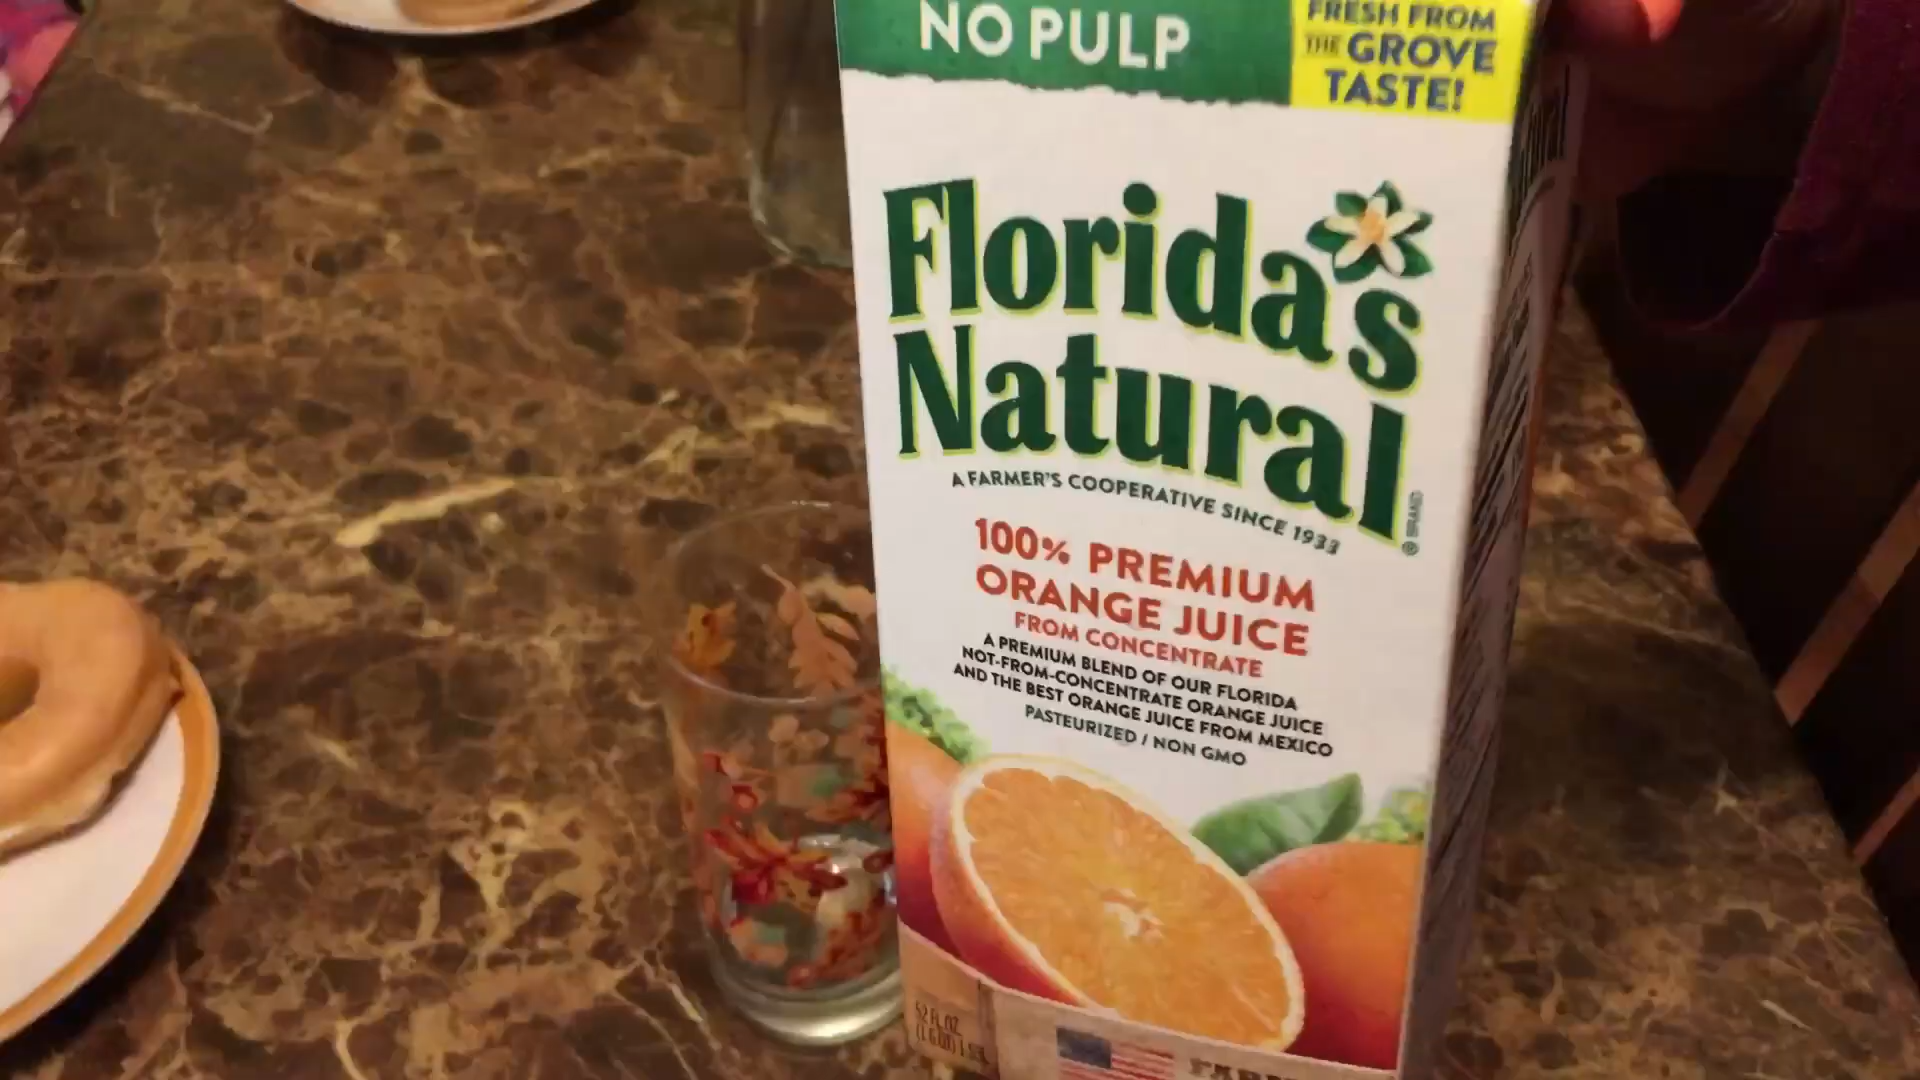 NO PULP
FRESH FROM
THE GROVE
TASTE!
Florida's
Natural
® BRAND
A FARMER'S COOPERATIVE SINCE 1933
100% PREMIUM
ORANGE JUICE
FROM CONCENTRATE
A PREMIUM BLEND OF OUR FLORIDA
NOT-FROM-CONCENTRATE ORANGE JUICE
AND THE BEST ORANGE JUICE FROM MEXICO
PASTEURIZED / NON GMO
52 FL OZ